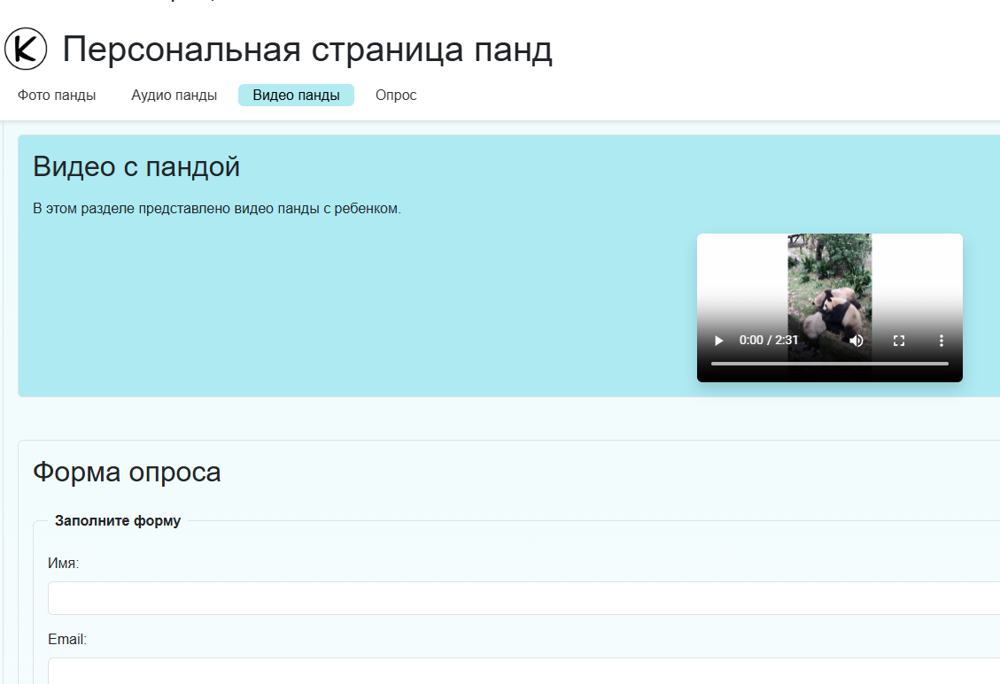 K
Персональная страница панд
Фото панды Аудио панды Видео панды Опрос
Видео с пандой
В этом разделе представлено видео панды с ребенком.
0:00 / 2:31
Форма опроса
Заполните форму
Имя:
Email: